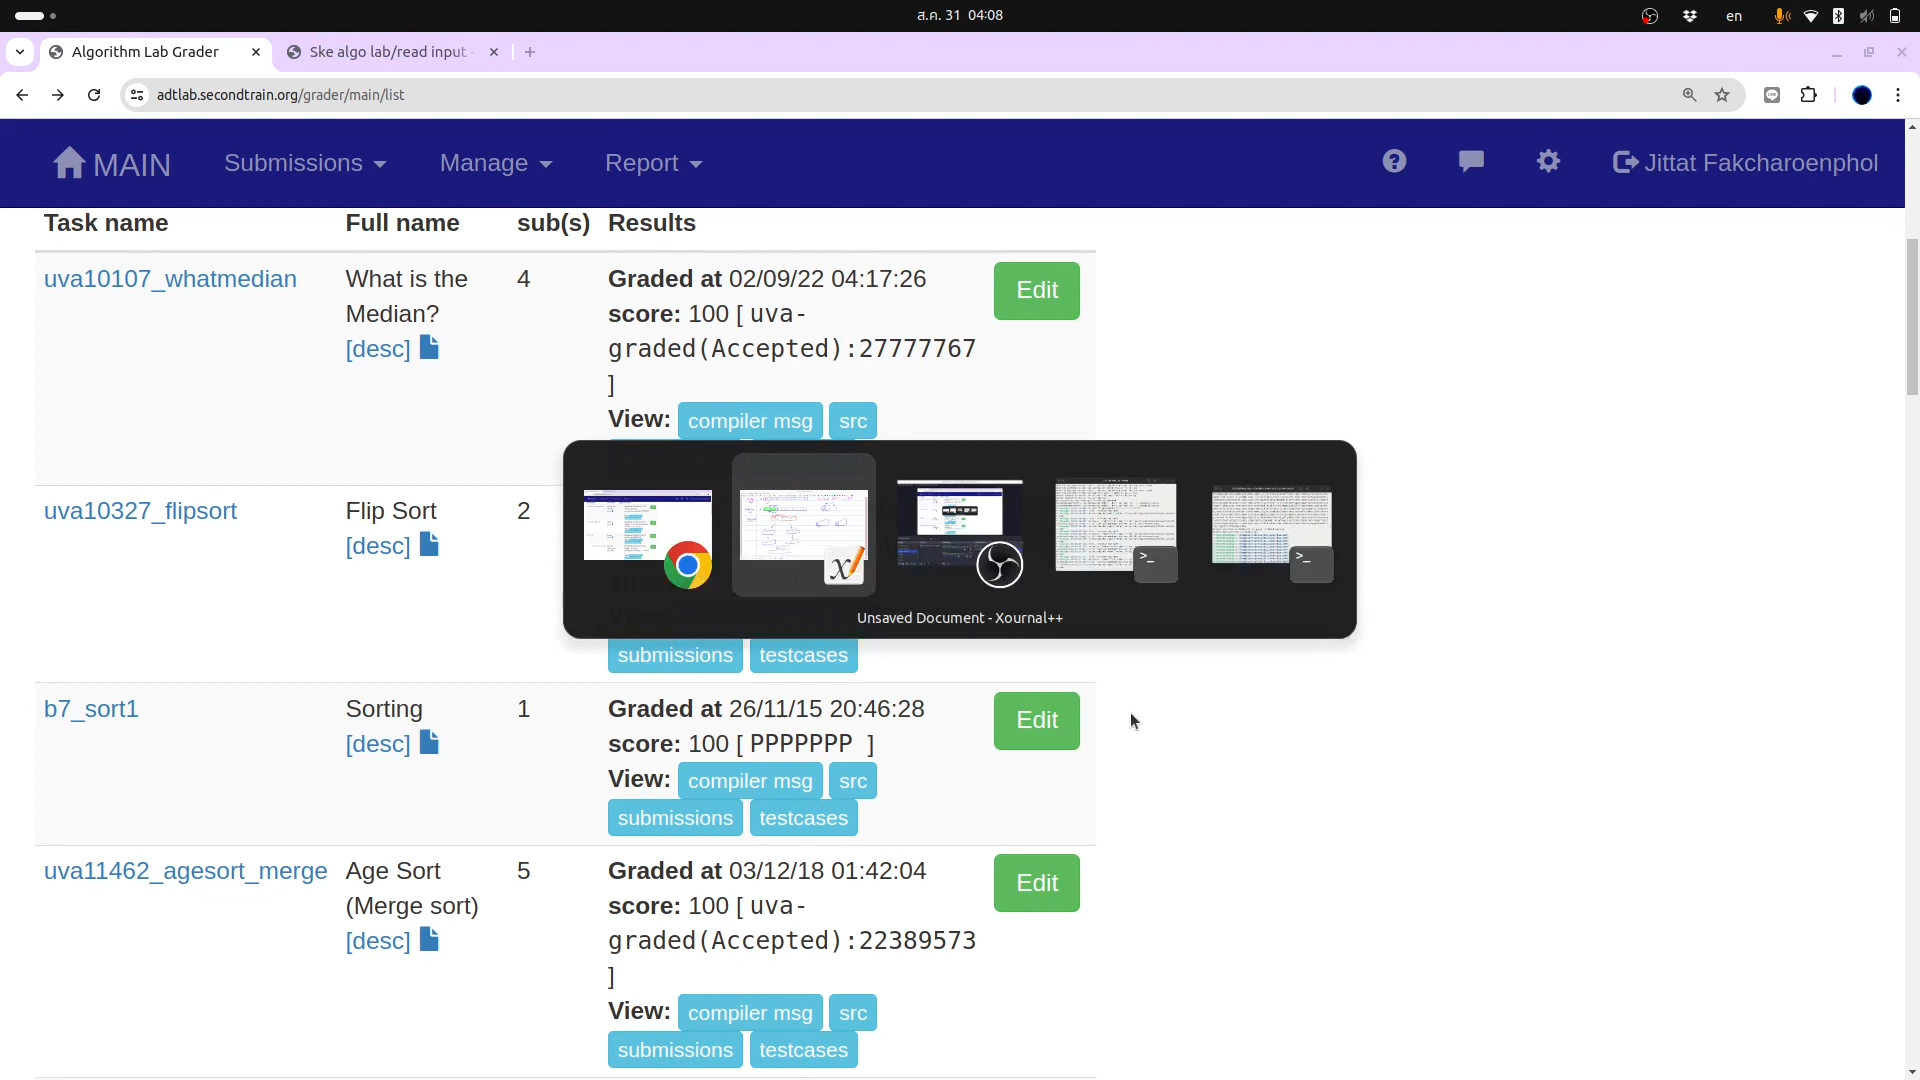 ส.ค. 31 04:08
en
Algorithm Lab Grader
Ske algo lab/read input -
adtlab.secondtrain.org/grader/main/list
MAIN
Submissions
Manage
Report
Jittat Fakcharoenphol
Task name Full name sub(s) Results
uva10107_whatmedian
What is the
Median?
[desc]
4
Graded at 02/09/22 04:17:26
score: 100 [ uva-
graded(Accepted):27777767
]
View: compiler msg src
Edit
uva10327_flipsort
Flip Sort
[desc]
2
Unsaved Document - Xournal++
submissions testcases
b7_sort1
Sorting
[desc]
1
Graded at 26/11/15 20:46:28
score: 100 [ PPPPPPP ]
View: compiler msg src
submissions testcases
Edit
uva11462_agesort_merge
Age Sort
(Merge sort)
[desc]
5
Graded at 03/12/18 01:42:04
score: 100 [ uva-
graded(Accepted):22389573
]
View: compiler msg src
submissions testcases
Edit